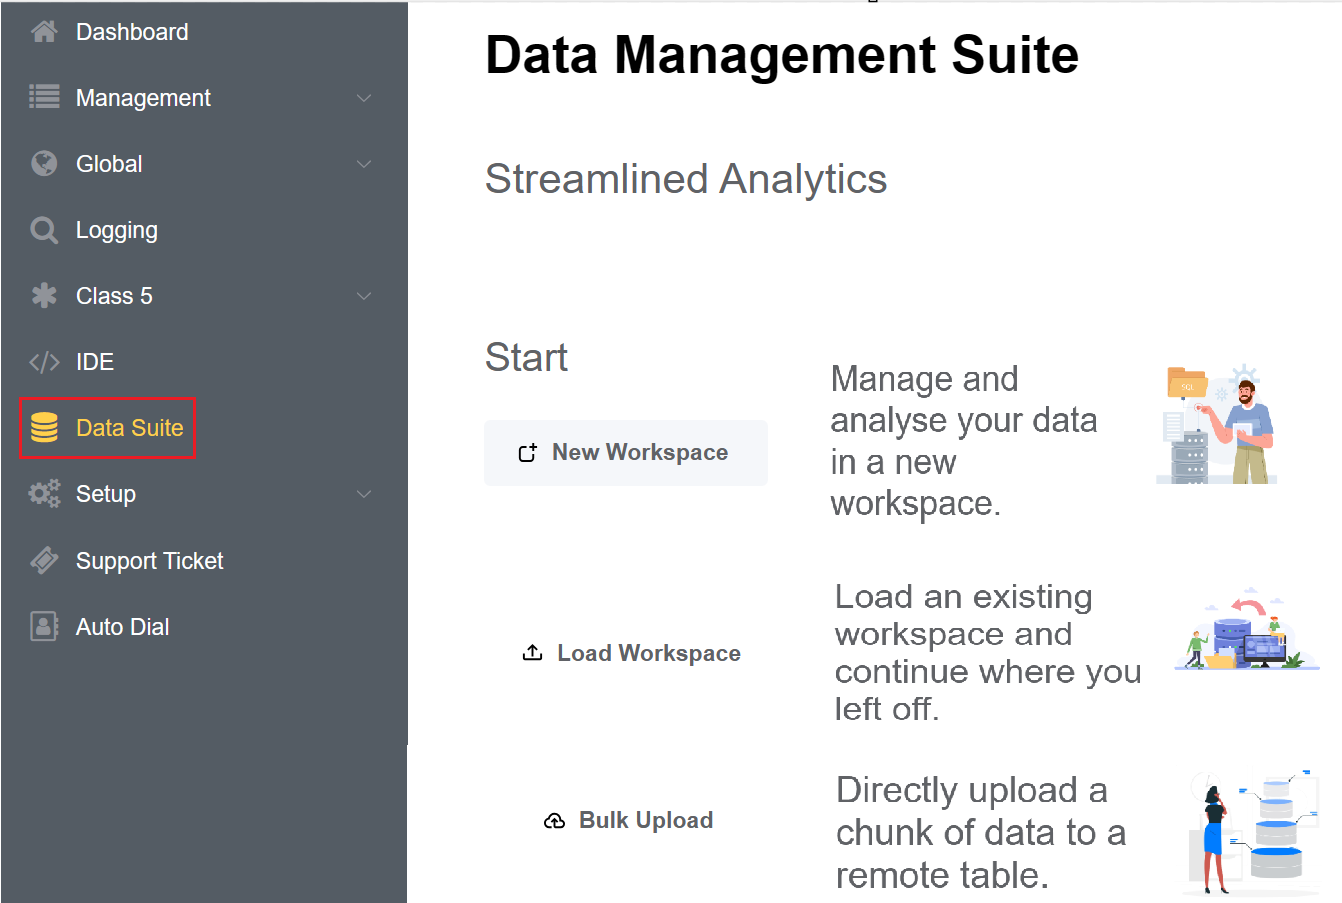 Dashboard
Management
Global
Logging
Class 5
IDE
Data Suite
Setup
Support Ticket
Auto Dial
Data Management Suite
Streamlined Analytics
Start
New Workspace
Manage and
analyse your data
in a new
workspace.
SQL
Load Workspace
Load an existing
workspace and
continue where you
left off.
Bulk Upload
Directly upload a
chunk of data to a
remote table.